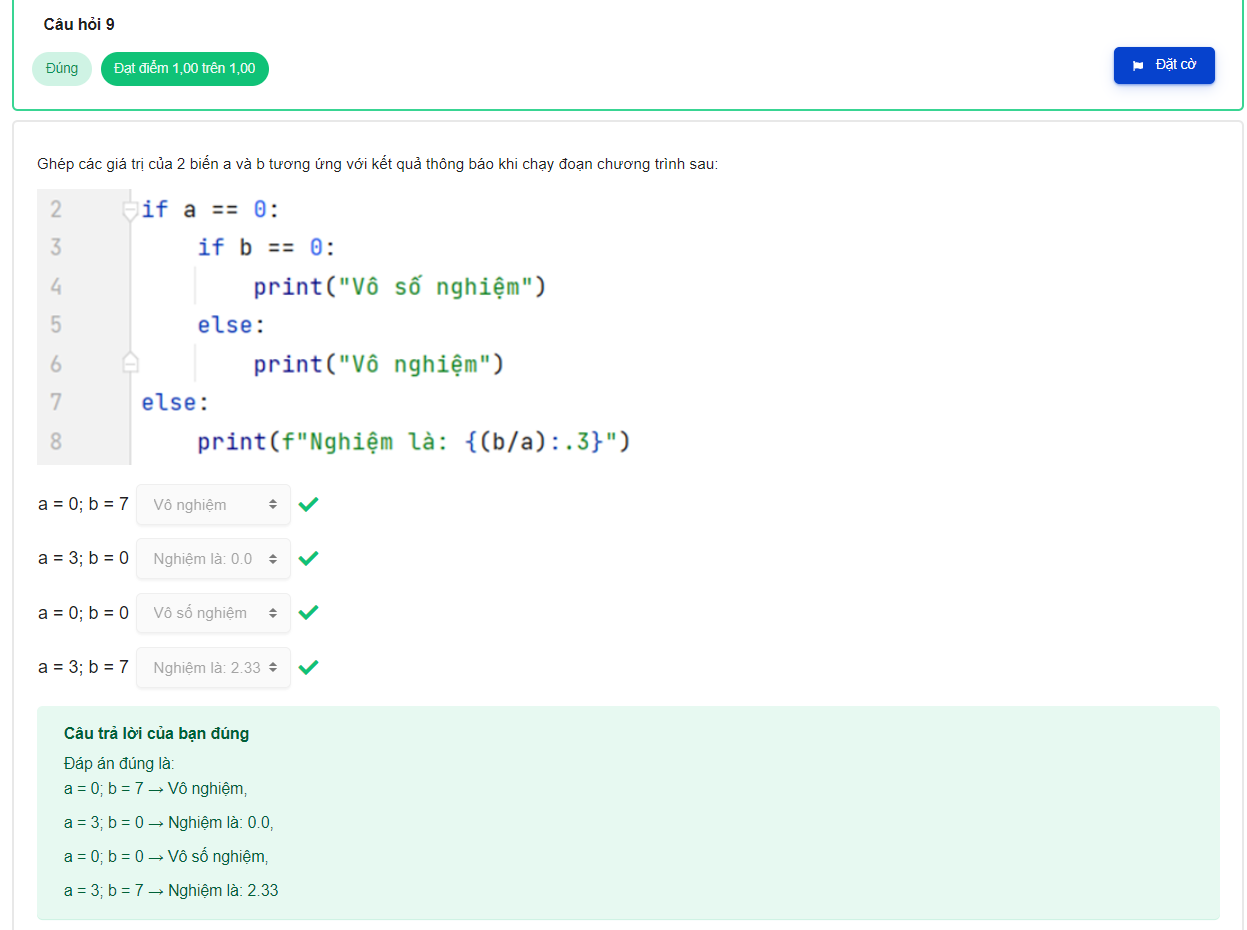 Câu hỏi 9
Đúng
Đạt điểm 1,00 trên 1,00
Đặt cờ
Ghép các giá trị của 2 biến a và b tương ứng với kết quả thông báo khi chạy đoạn chương trình sau:
2 if a == 0:
3 if b == 0:
4 print("Vô số nghiệm")
5 else:
6 print("Vô nghiệm")
7 else:
8 print(f"Nghiệm là: {(b/a):.3}")
a = 0; b = 7 Vô nghiệm
a = 3; b = 0 Nghiệm là: 0.0
a = 0; b = 0 Vô số nghiệm
a = 3; b = 7 Nghiệm là: 2.33
Câu trả lời của bạn đúng
Đáp án đúng là:
a = 0; b = 7 → Vô nghiệm,
a = 3; b = 0 → Nghiệm là: 0.0,
a = 0; b = 0 → Vô số nghiệm,
a = 3; b = 7 → Nghiệm là: 2.33